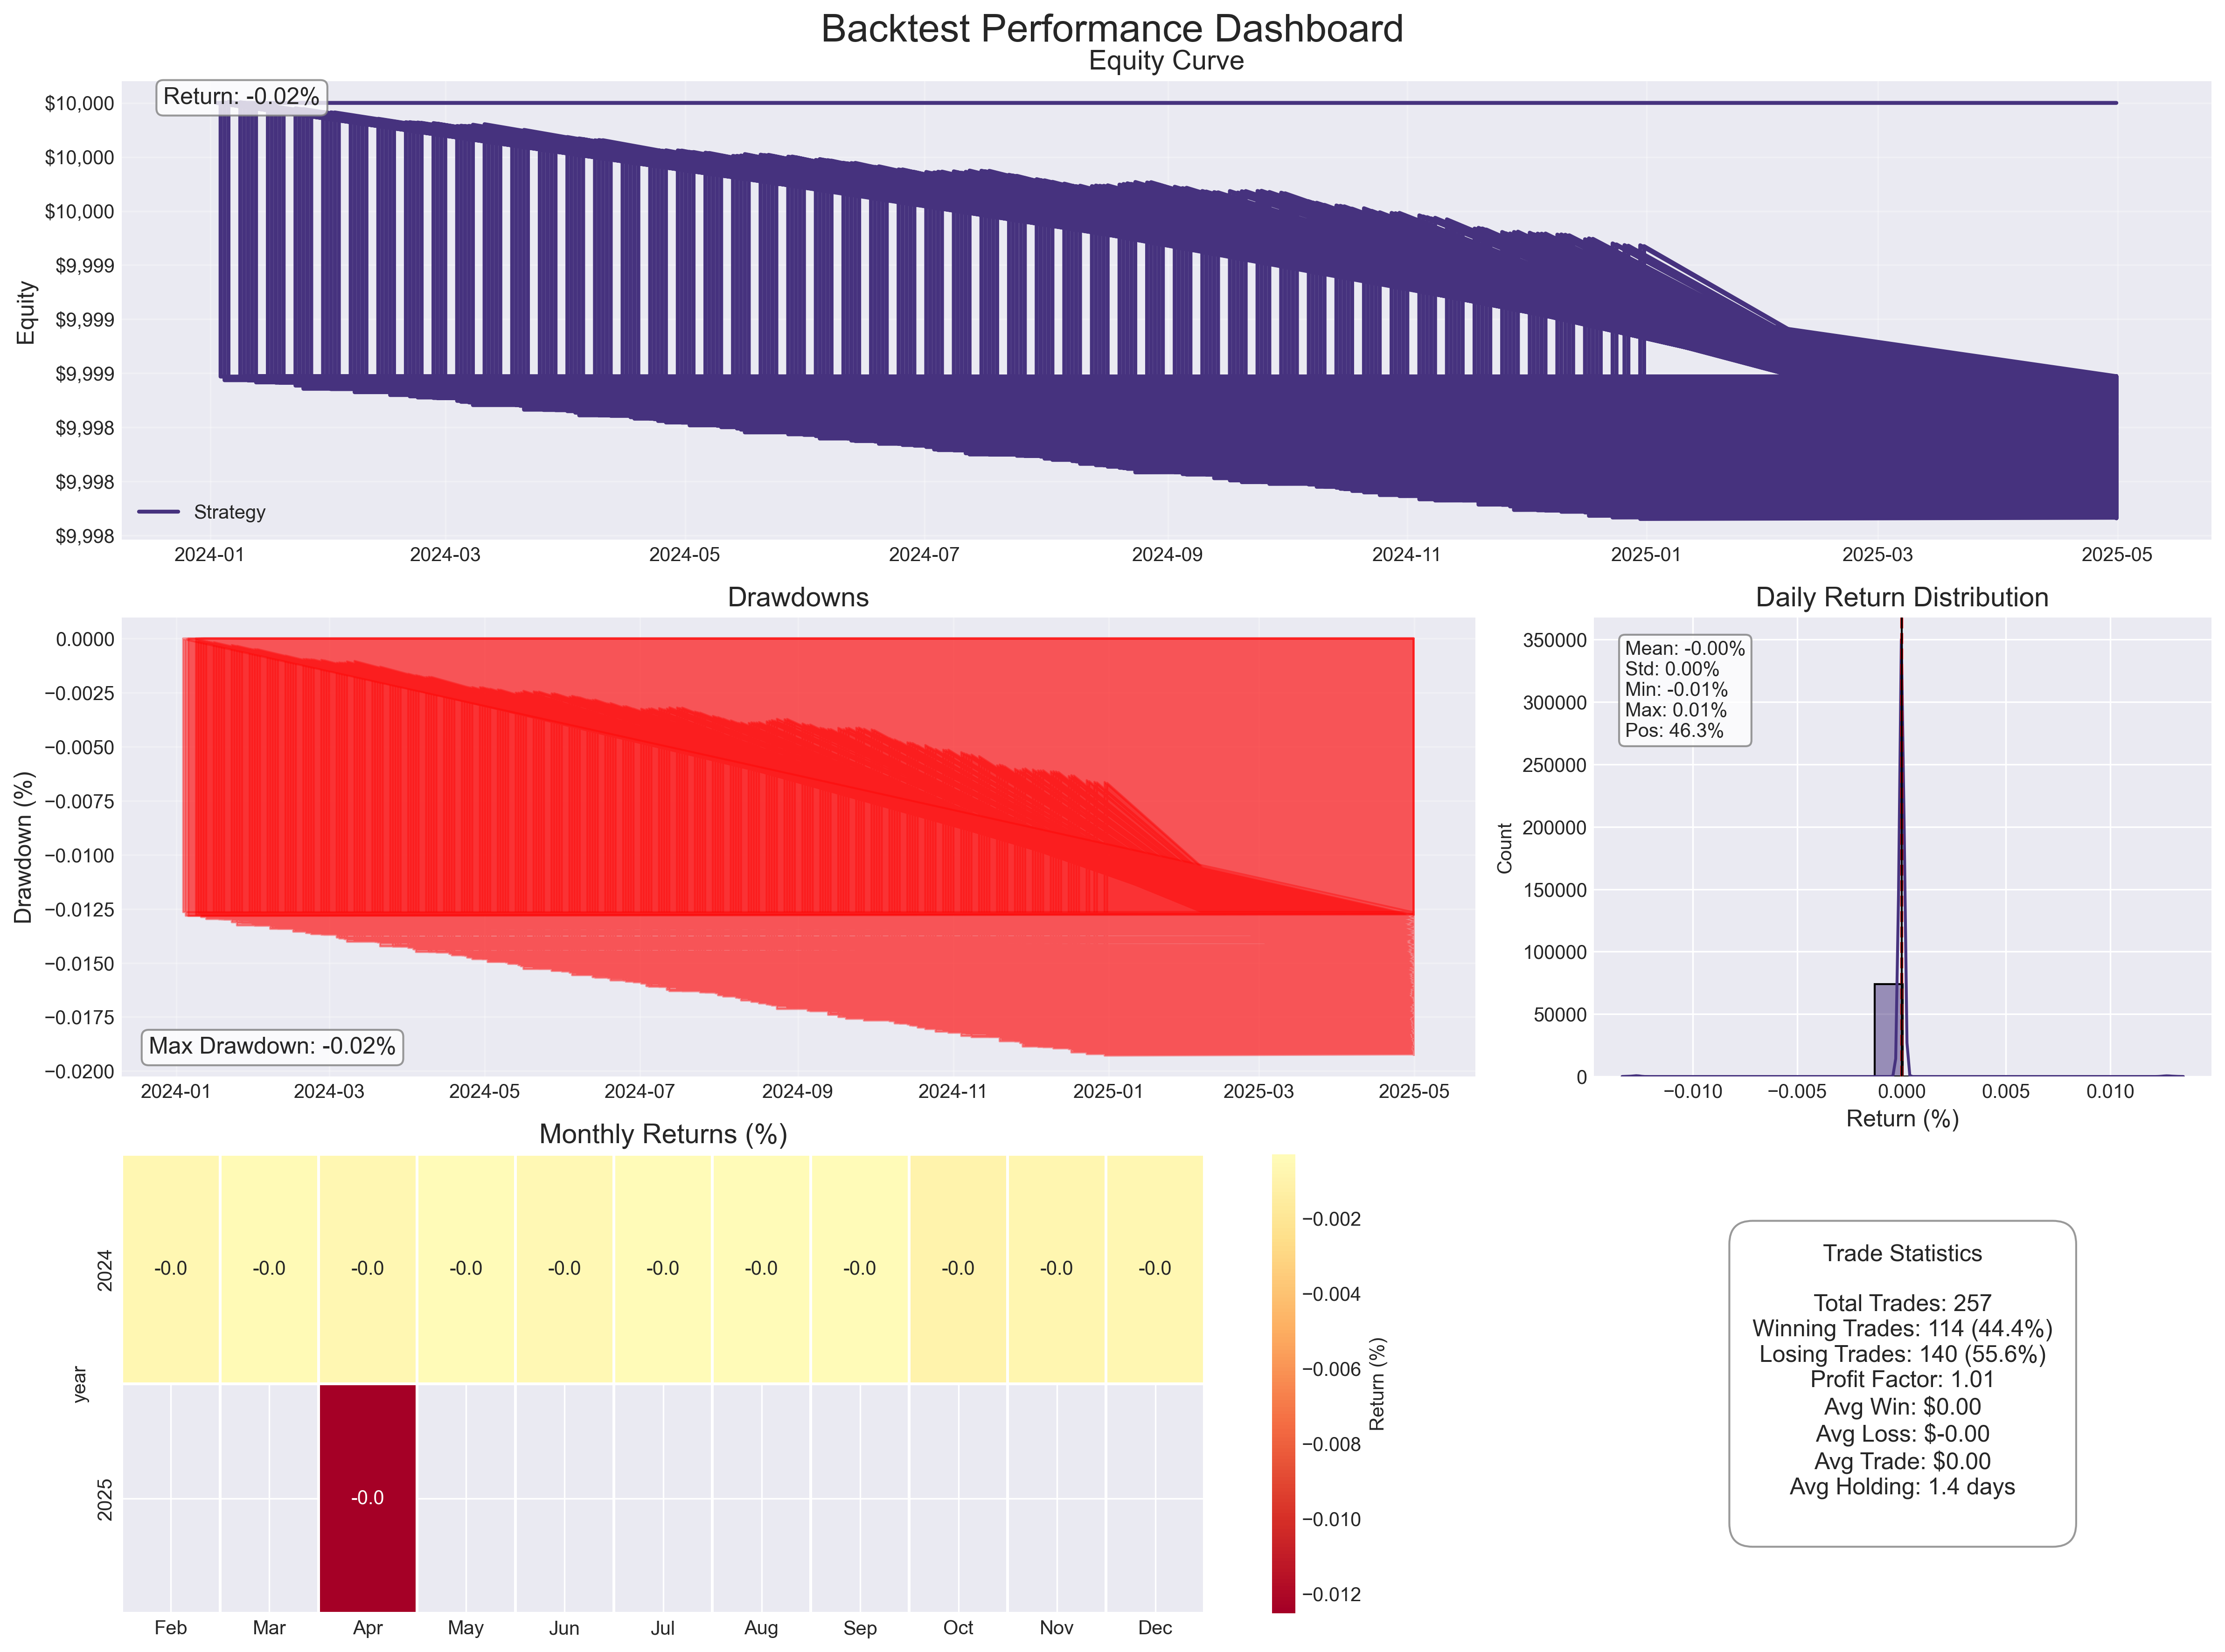 Backtest Performance Dashboard
Equity Curve
Return: -0.02%
$10,000
$10,000
$10,000
$9,999
$9,999
$9,999
$9,998
$9,998
$9,998
Equity
Strategy
2024-01 2024-03 2024-05 2024-07 2024-09 2024-11 2025-01 2025-03 2025-05
Drawdowns
0.0000
−0.0025
−0.0050
−0.0075
−0.0100
−0.0125
−0.0150
−0.0175
−0.0200
Drawdown (%)
Max Drawdown: -0.02%
2024-01 2024-03 2024-05 2024-07 2024-09 2024-11 2025-01 2025-03 2025-05
Daily Return Distribution
350000
300000
250000
200000
150000
100000
50000
0
Count
Mean: -0.00%
Std: 0.00%
Min: -0.01%
Max: 0.01%
Pos: 46.3%
−0.010 −0.005 0.000 0.005 0.010
Return (%)
Monthly Returns (%)
2024
-0.0 -0.0 -0.0 -0.0 -0.0 -0.0 -0.0 -0.0 -0.0 -0.0 -0.0
year
2025
-0.0
Feb Mar Apr May Jun Jul Aug Sep Oct Nov Dec
−0.002
−0.004
−0.006
−0.008
−0.010
−0.012
Return (%)
Trade Statistics
Total Trades: 257
Winning Trades: 114 (44.4%)
Losing Trades: 140 (55.6%)
Profit Factor: 1.01
Avg Win: $0.00
Avg Loss: $-0.00
Avg Trade: $0.00
Avg Holding: 1.4 days